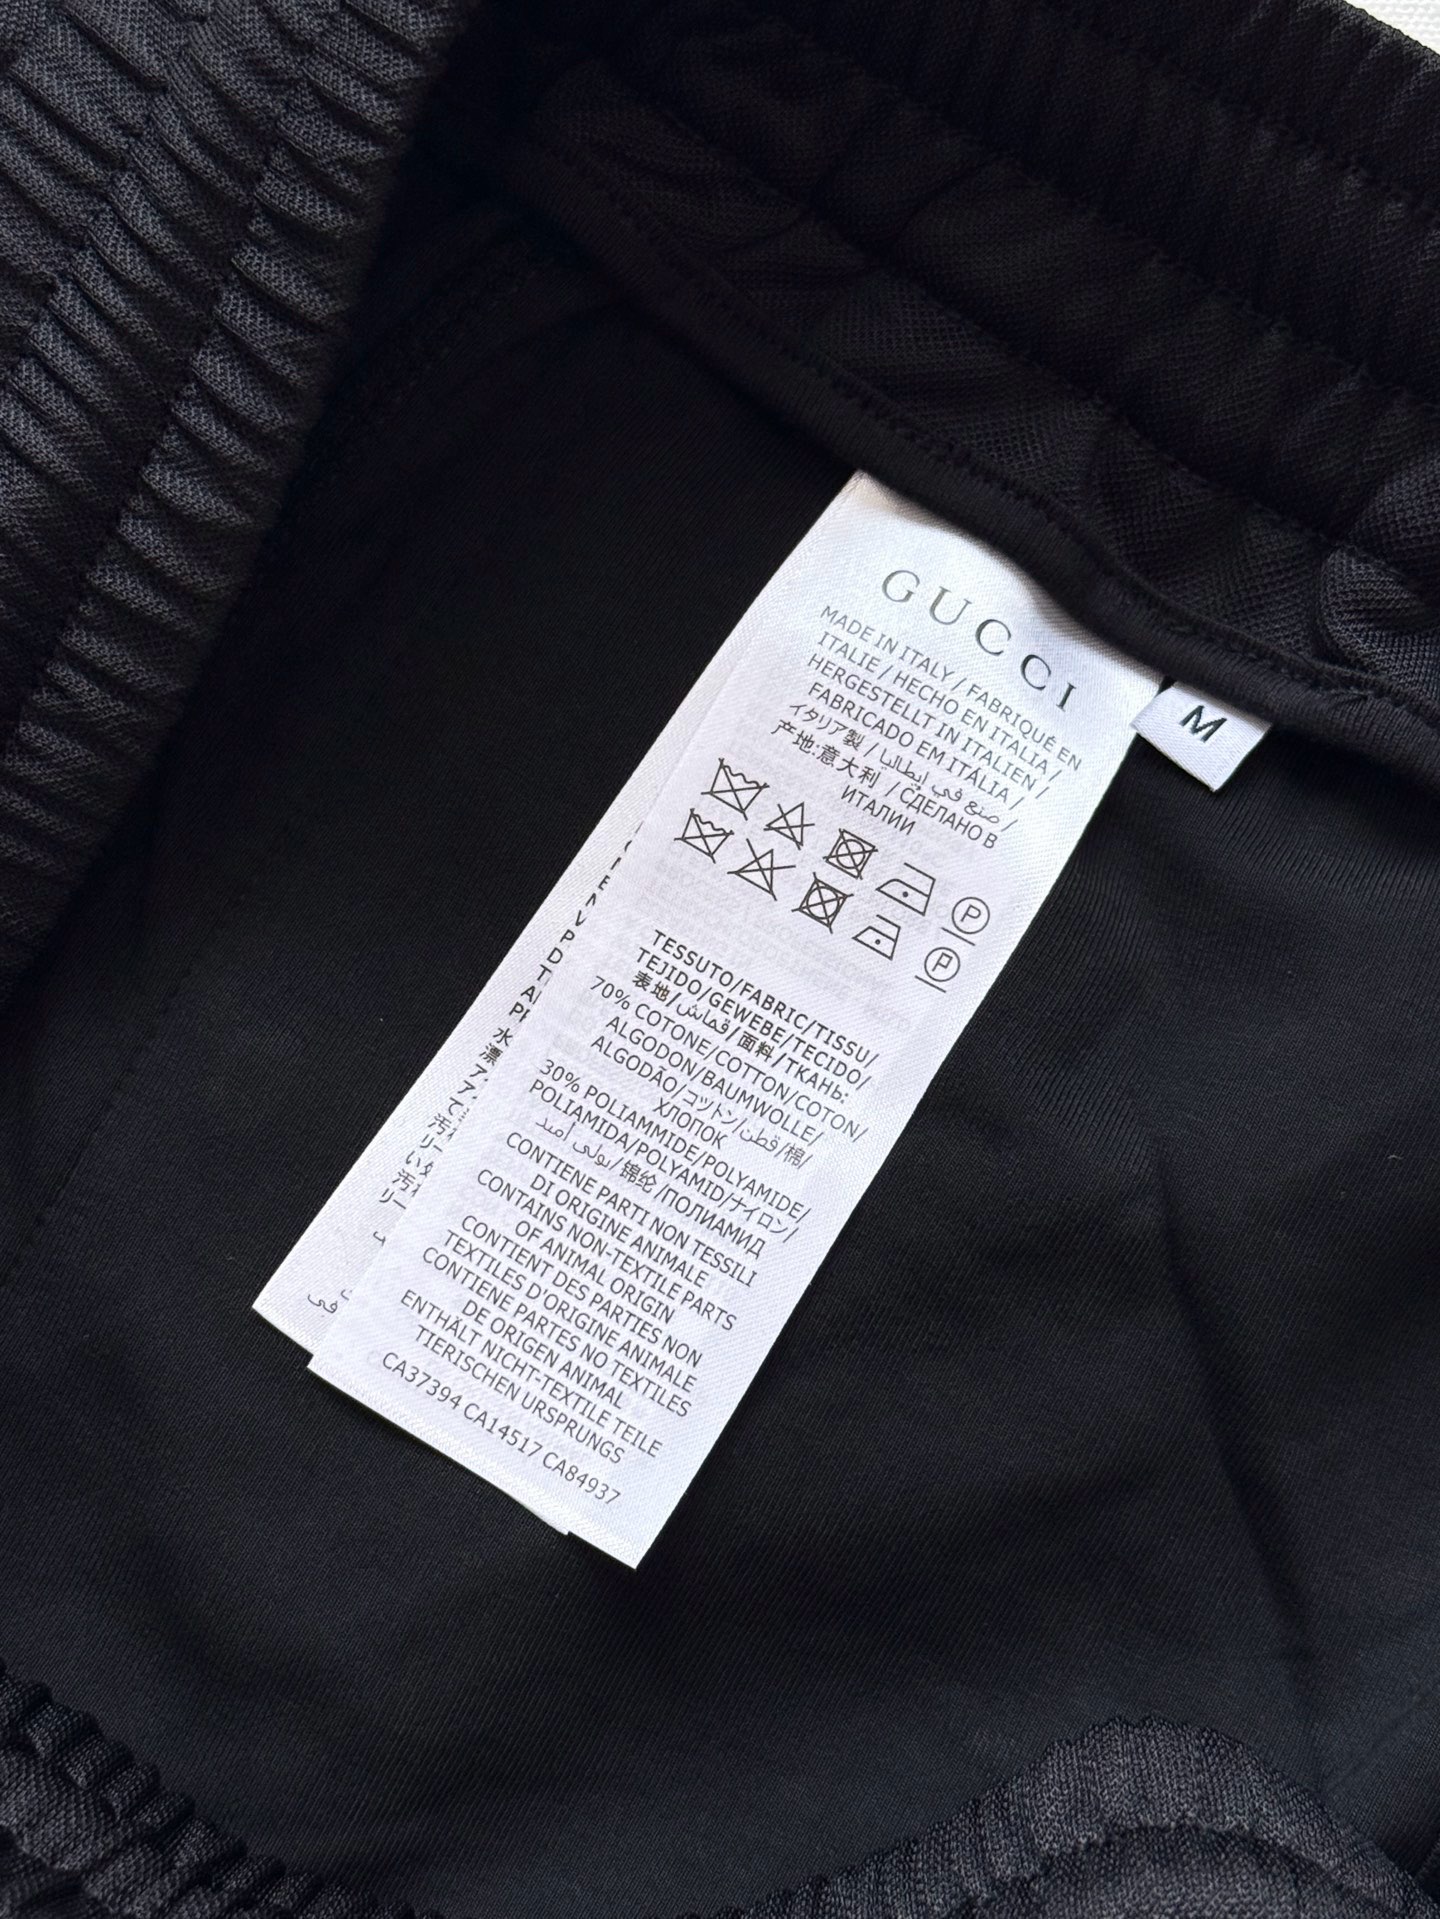 GUCCI
M
MADE IN ITALY / FABRIQUÉ EN
ITALIE / HECHO EN ITALIA /
HERGESTELLT IN ITALIEN /
FABRICADO EM ITÁLIA /
イタリア製 / صنع في إيطاليا /
产地:意大利 / СДЕЛАНО В
ИТАЛИИ
P
P
TESSUTO/FABRIC/TISSU/
TEJIDO/GEWEBE/TECIDO/
表地/قماش/面料/ТКАНЬ:
70% COTONE/COTTON/COTON/
ALGODON/BAUMWOLLE/
ALGODÃO/コットン/قطن/棉/
ХЛОПОК
30% POLIAMMIDE/POLYAMIDE/
POLIAMIDA/POLYAMID/ナイロン/
بولي أميد/锦纶/ПОЛИАМИД
CONTIENE PARTI NON TESSILI
DI ORIGINE ANIMALE
CONTAINS NON-TEXTILE PARTS
OF ANIMAL ORIGIN
CONTIENT DES PARTIES NON
TEXTILES D'ORIGINE ANIMALE
CONTIENE PARTES NO TEXTILES
DE ORIGEN ANIMAL
ENTHÄLT NICHT-TEXTILE TEILE
TIERISCHEN URSPRUNGS
CA37394 CA14517 CA84937